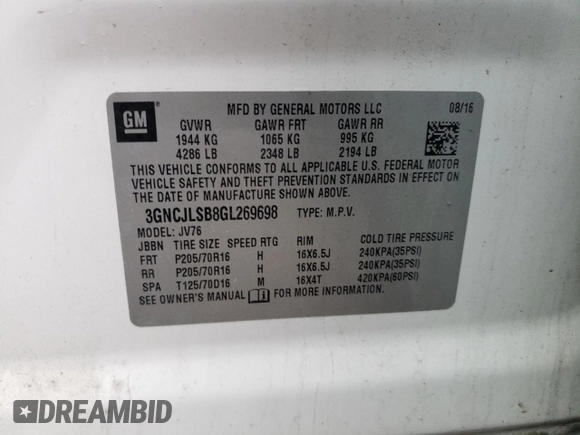 GM
MFD BY GENERAL MOTORS LLC 08/16
GVWR GAWR FRT GAWR RR
1944 KG 1065 KG 995 KG
4286 LB 2348 LB 2194 LB
THIS VEHICLE CONFORMS TO ALL APPLICABLE U.S. FEDERAL MOTOR
VEHICLE SAFETY AND THEFT PREVENTION STANDARDS IN EFFECT ON
THE DATE OF MANUFACTURE SHOWN ABOVE.
3GNCJLSB8GL269698 TYPE: M.P.V.
MODEL: JV76
JBBN TIRE SIZE SPEED RTG RIM COLD TIRE PRESSURE
FRT P205/70R16 H 16X6.5J 240KPA(35PSI)
RR P205/70R16 H 16X6.5J 240KPA(35PSI)
SPA T125/70D16 M 16X4T 420KPA(60PSI)
SEE OWNER'S MANUAL FOR MORE INFORMATION.
DREAMBID